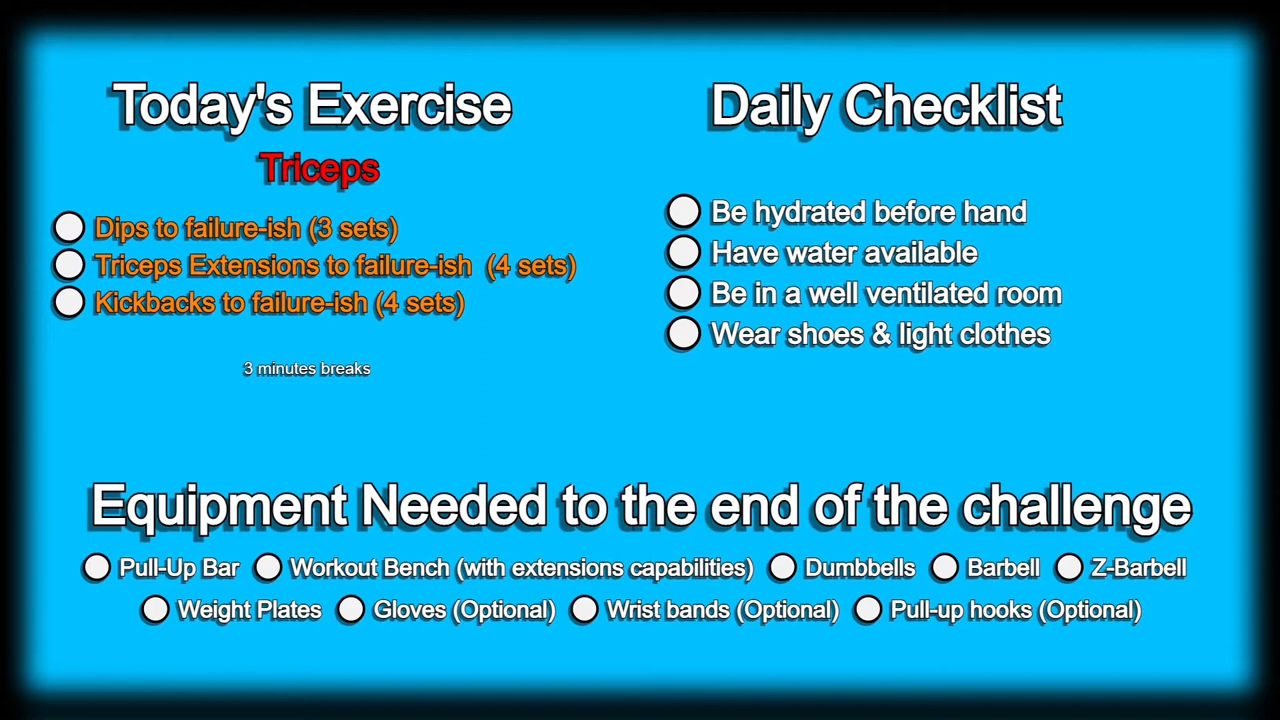 Today's Exercise
Triceps
Dips to failure-ish (3 sets)
Triceps Extensions to failure-ish (4 sets)
Kickbacks to failure-ish (4 sets)
3 minutes breaks
Daily Checklist
Be hydrated before hand
Have water available
Be in a well ventilated room
Wear shoes & light clothes
Equipment Needed to the end of the challenge
Pull-Up Bar Workout Bench (with extensions capabilities) Dumbbells Barbell Z-Barbell
Weight Plates Gloves (Optional) Wrist bands (Optional) Pull-up hooks (Optional)